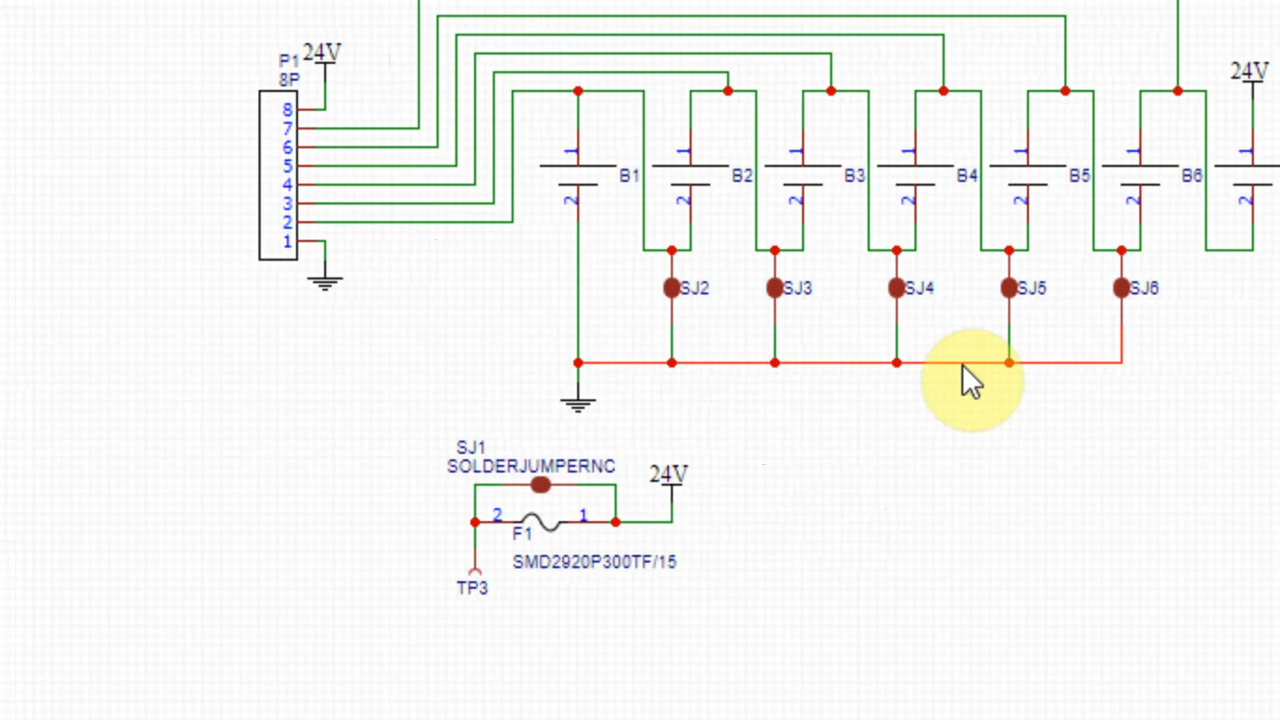 P1
8P
24V
8
7
6
5
4
3
2
1
24V
1
2
B1
1
2
B2
1
2
B3
1
2
B4
1
2
B5
1
2
B6
1
2
SJ2
SJ3
SJ4
SJ5
SJ6
SJ1
SOLDERJUMPERNC
24V
2
1
F1
SMD2920P300TF/15
TP3